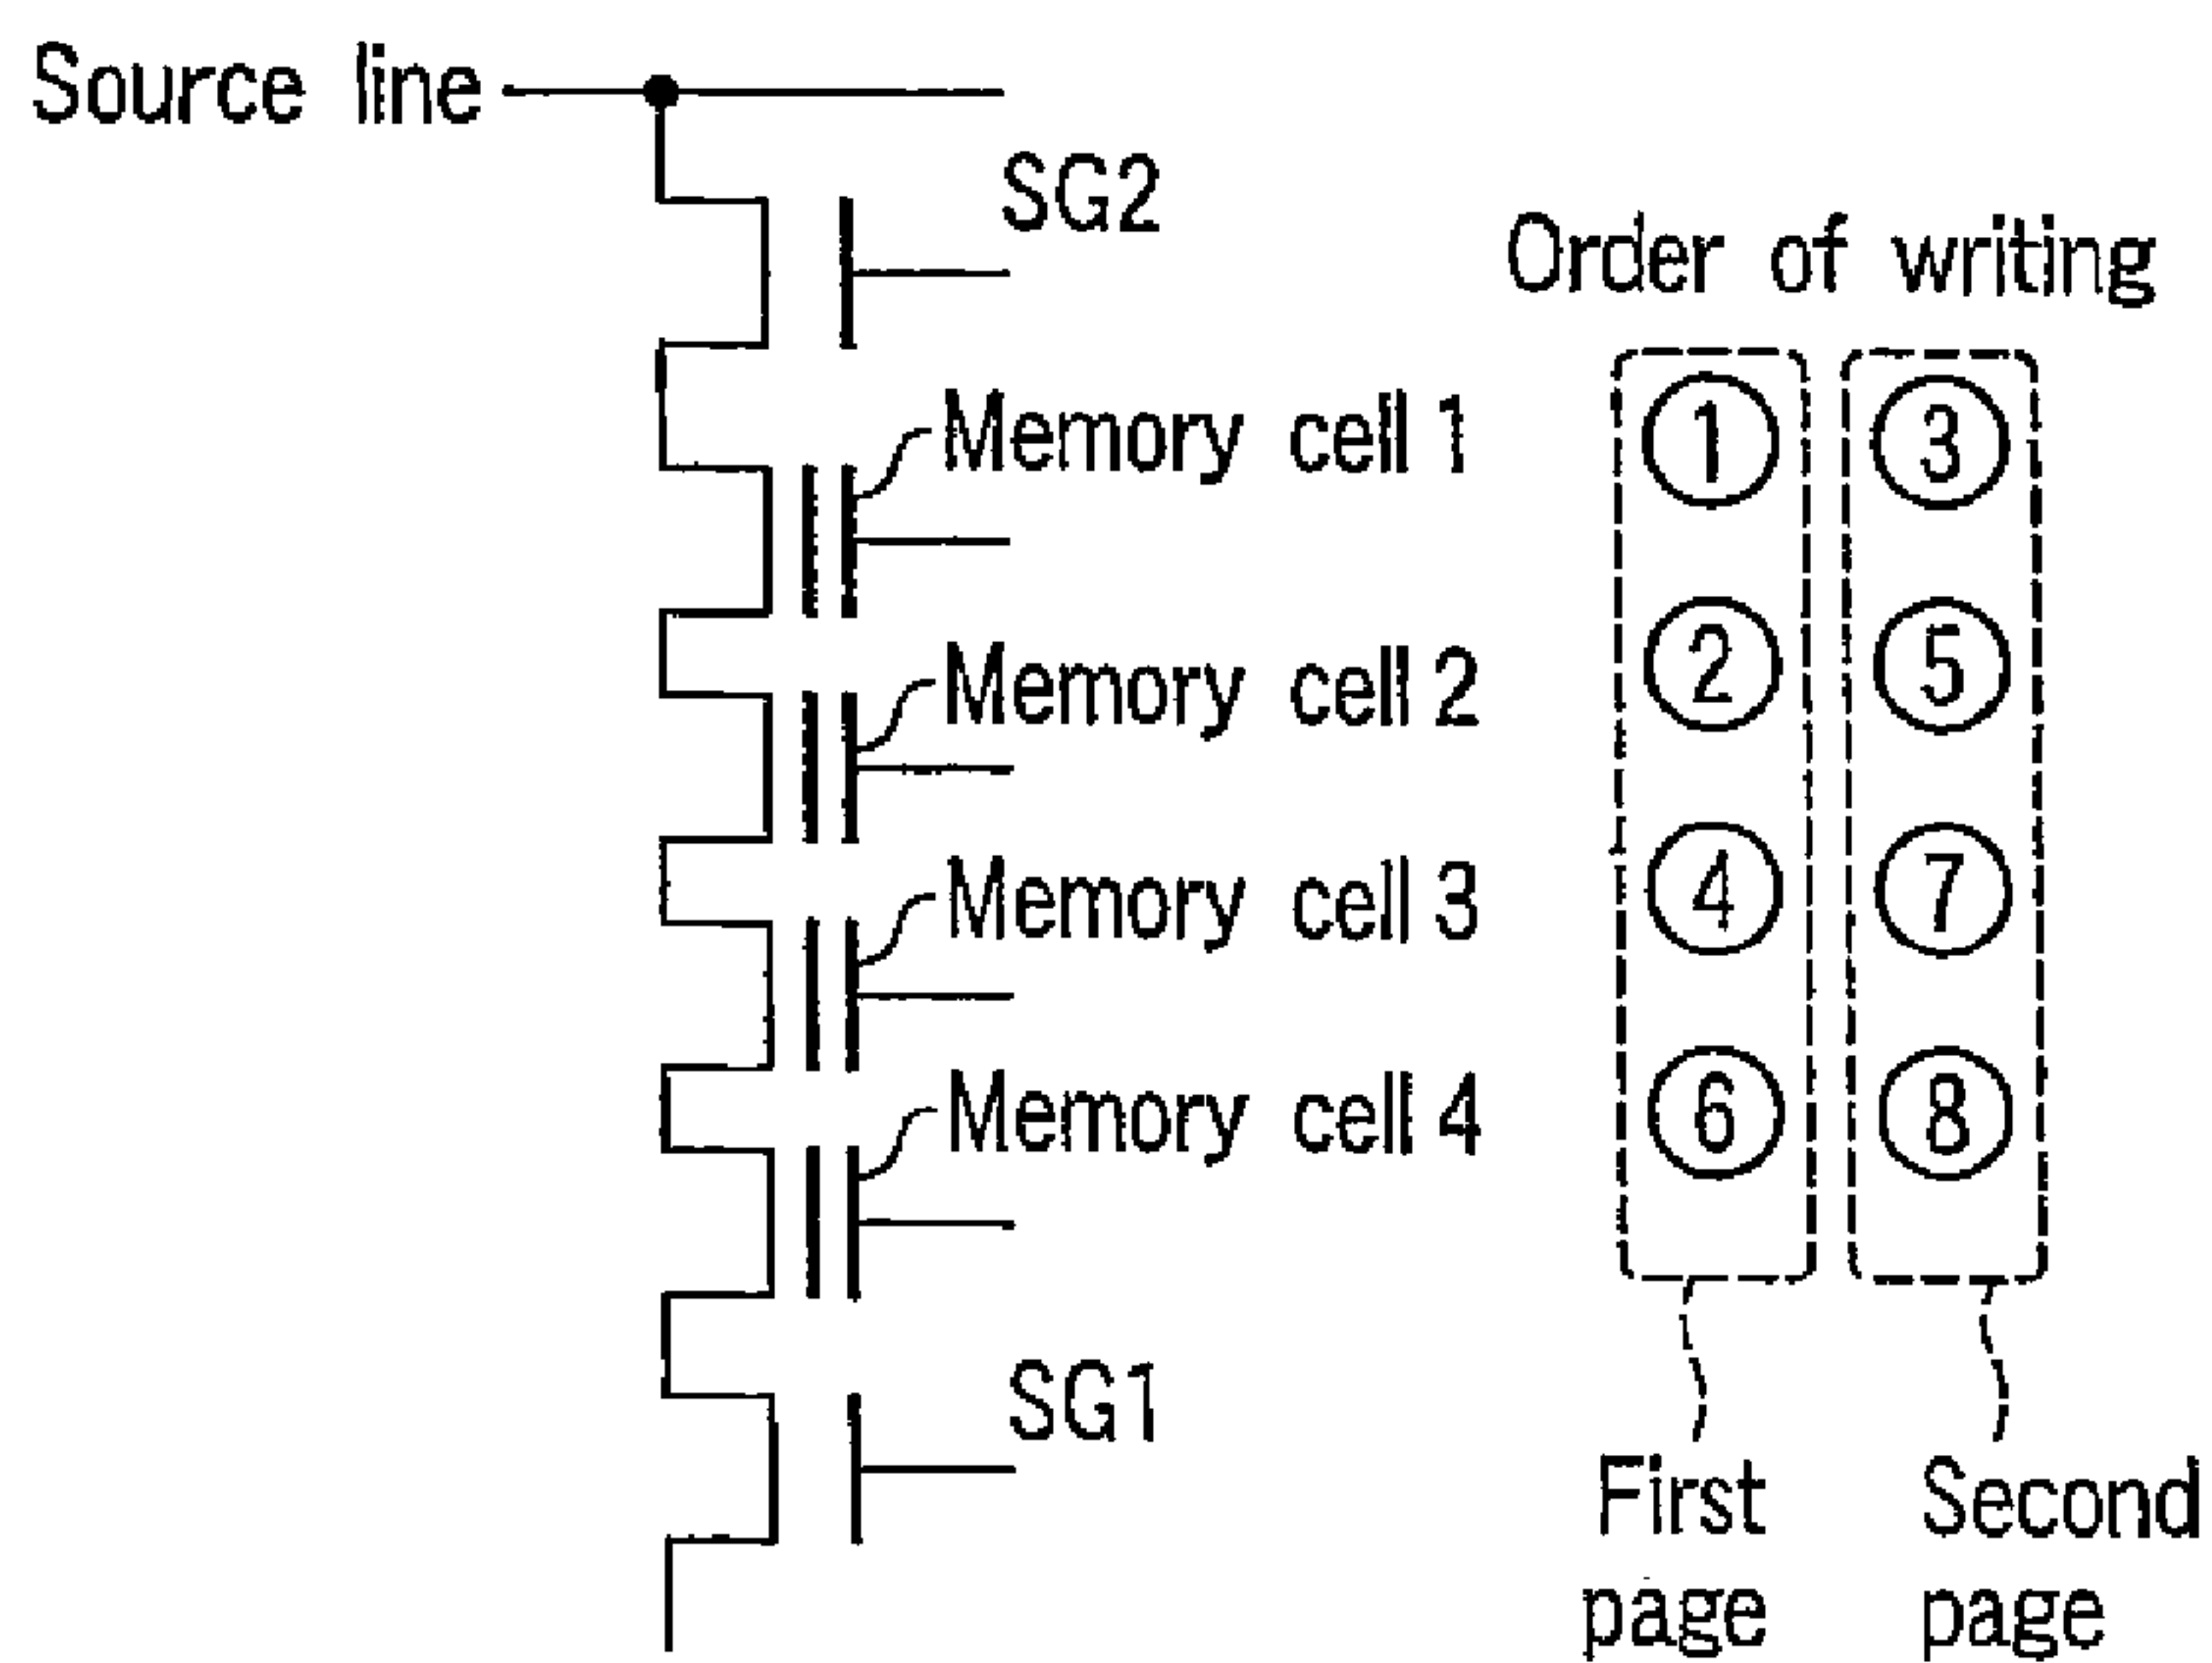 Source line
SG2
Order of writing
Memory cell 1
1 3
Memory cell 2
2 5
Memory cell 3
4 7
Memory cell 4
6 8
SG1
First page
Second page